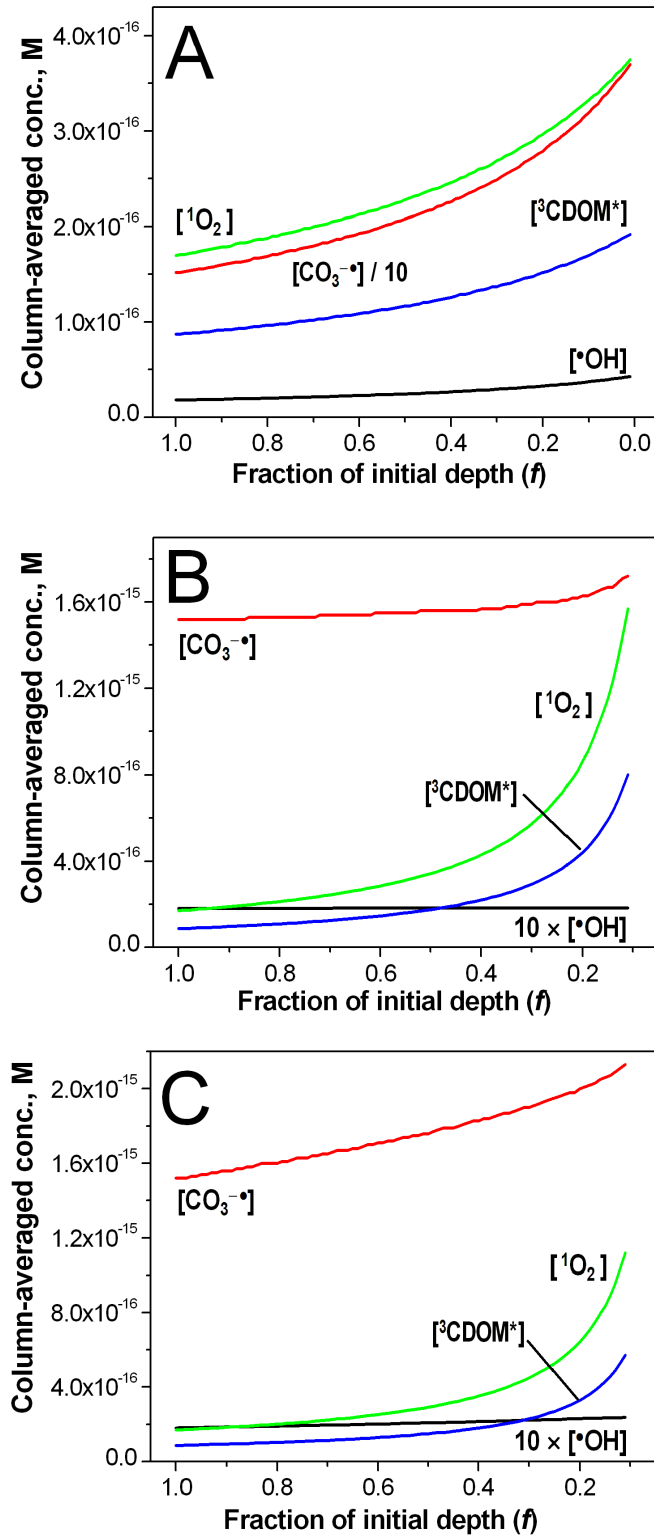 A
Column-averaged conc., M
4.0x10⁻¹⁶
3.0x10⁻¹⁶
2.0x10⁻¹⁶
1.0x10⁻¹⁶
0.0
[¹O₂]
[CO₃⁻•] / 10
[³CDOM*]
[•OH]
1.0 0.8 0.6 0.4 0.2 0.0
Fraction of initial depth (f)
B
Column-averaged conc., M
1.6x10⁻¹⁵
1.2x10⁻¹⁵
8.0x10⁻¹⁶
4.0x10⁻¹⁶
0.0
[CO₃⁻•]
[¹O₂]
[³CDOM*]
10 × [•OH]
1.0 0.8 0.6 0.4 0.2
Fraction of initial depth (f)
C
Column-averaged conc., M
2.0x10⁻¹⁵
1.6x10⁻¹⁵
1.2x10⁻¹⁵
8.0x10⁻¹⁶
4.0x10⁻¹⁶
0.0
[CO₃⁻•]
[¹O₂]
[³CDOM*]
10 × [•OH]
1.0 0.8 0.6 0.4 0.2
Fraction of initial depth (f)